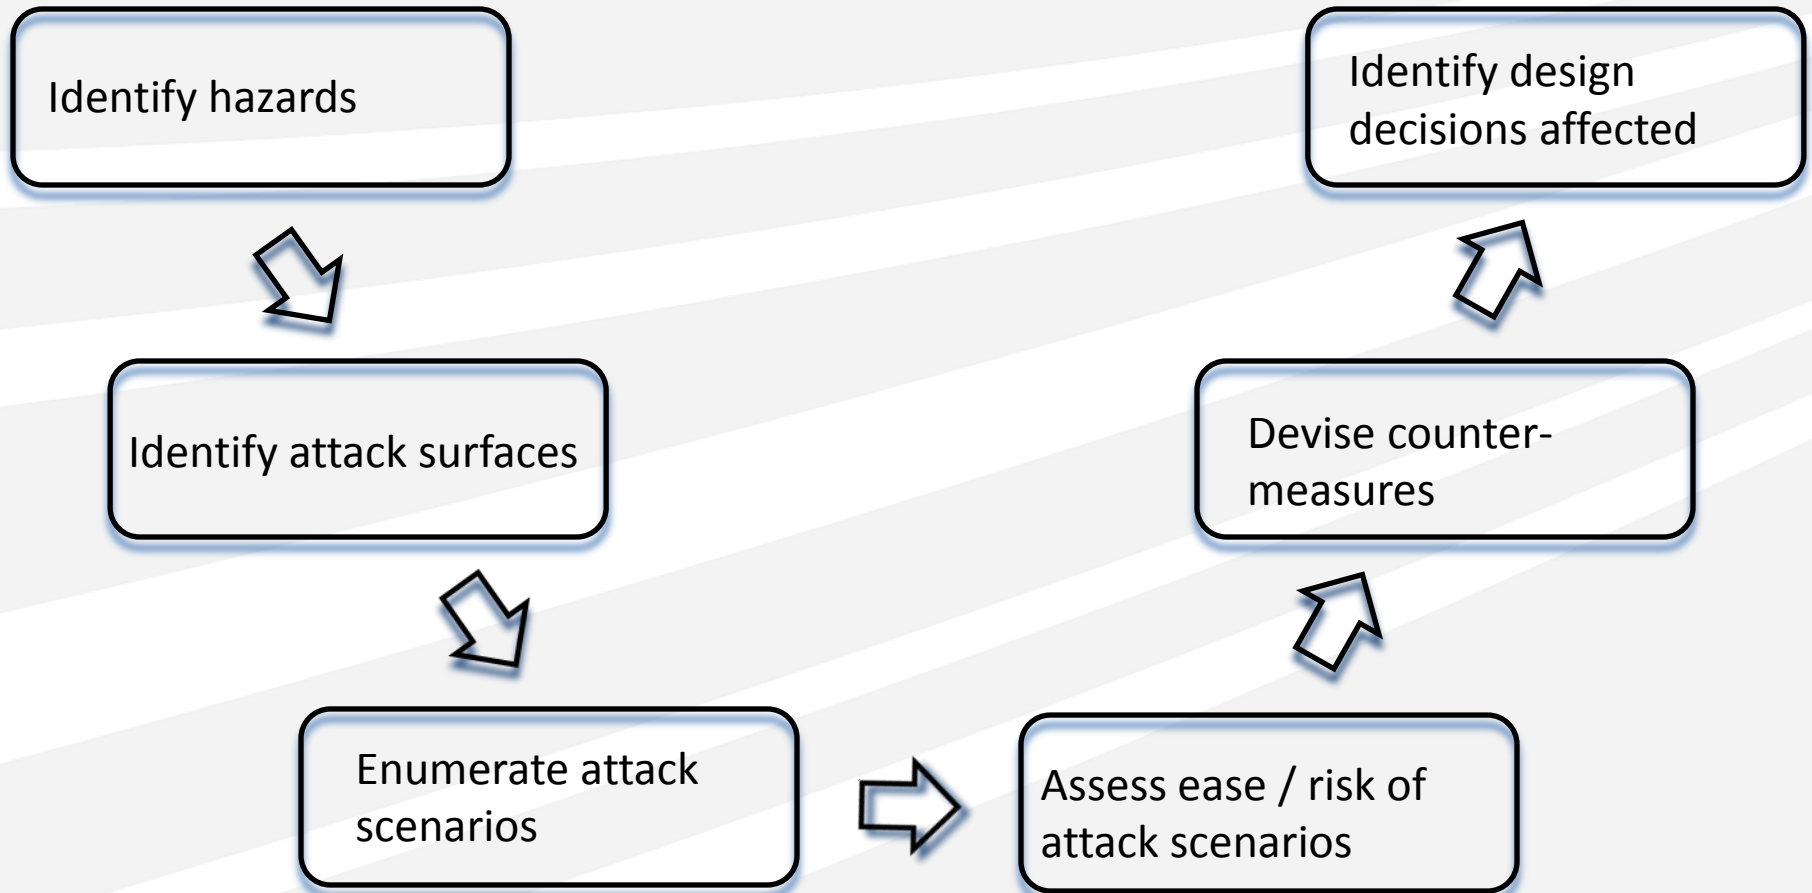 Identify hazards
Identify attack surfaces
Enumerate attack
scenarios
Assess ease / risk of
attack scenarios
Devise counter-
measures
Identify design
decisions affected